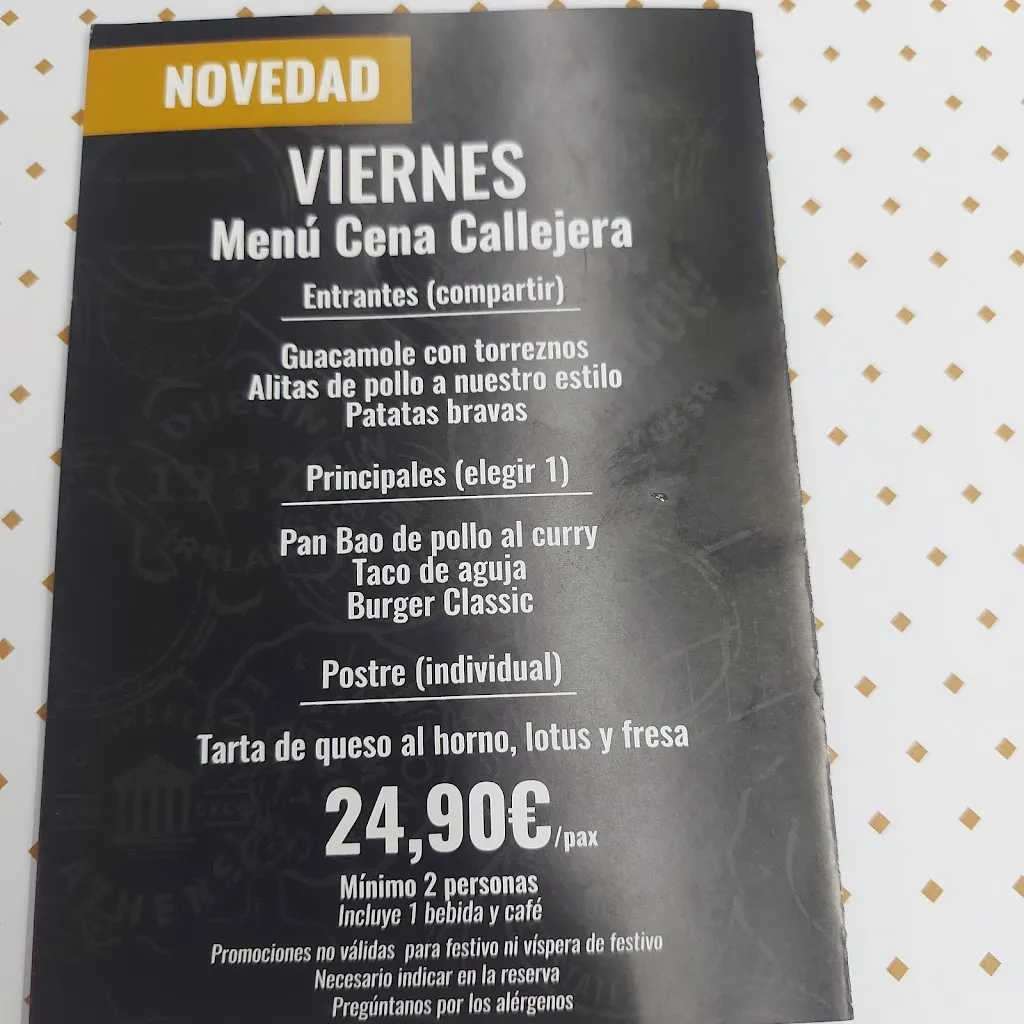 NOVEDAD
VIERNES
Menú Cena Callejera
Entrantes (compartir)
Guacamole con torreznos
Alitas de pollo a nuestro estilo
Patatas bravas
Principales (elegir 1)
Pan Bao de pollo al curry
Taco de aguja
Burger Classic
Postre (individual)
Tarta de queso al horno, lotus y fresa
24,90€/pax
Mínimo 2 personas
Incluye 1 bebida y café
Promociones no válidas para festivo ni víspera de festivo
Necesario indicar en la reserva
Pregúntanos por los alérgenos
DUBLIN
ATHENS